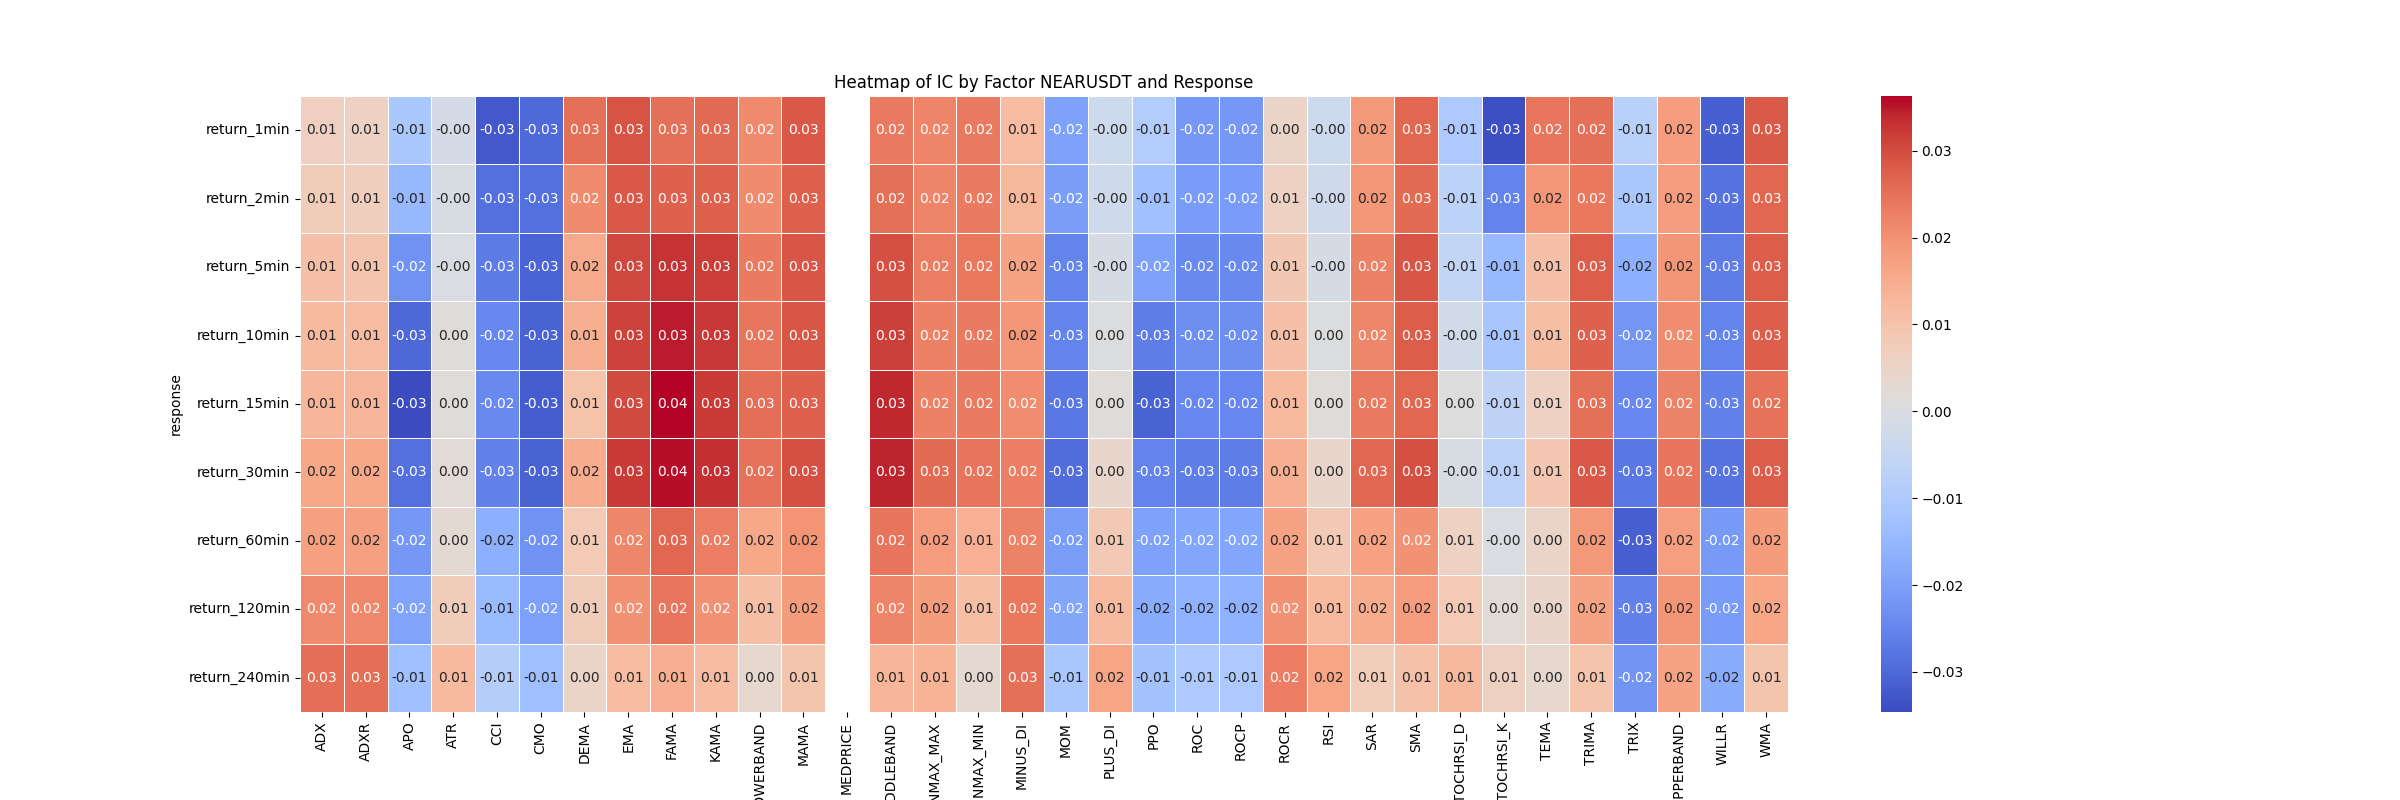 Heatmap of IC by Factor NEARUSDT and Response
response
return_1min 0.01 0.01 -0.01 -0.00 -0.03 -0.03 0.03 0.03 0.03 0.03 0.02 0.03 0.02 0.02 0.02 0.01 -0.02 -0.00 -0.01 -0.02 -0.02 0.00 -0.00 0.02 0.03 -0.01 -0.03 0.02 0.02 -0.01 0.02 -0.03 0.03
return_2min 0.01 0.01 -0.01 -0.00 -0.03 -0.03 0.02 0.03 0.03 0.03 0.02 0.03 0.02 0.02 0.02 0.01 -0.02 -0.00 -0.01 -0.02 -0.02 0.01 -0.00 0.02 0.03 -0.01 -0.03 0.02 0.02 -0.01 0.02 -0.03 0.03
return_5min 0.01 0.01 -0.02 -0.00 -0.03 -0.03 0.02 0.03 0.03 0.03 0.02 0.03 0.03 0.02 0.02 0.02 -0.03 -0.00 -0.02 -0.02 -0.02 0.01 -0.00 0.02 0.03 -0.01 -0.01 0.01 0.03 -0.02 0.02 -0.03 0.03
return_10min 0.01 0.01 -0.03 0.00 -0.02 -0.03 0.01 0.03 0.03 0.03 0.02 0.03 0.03 0.02 0.02 0.02 -0.03 0.00 -0.03 -0.02 -0.02 0.01 0.00 0.02 0.03 -0.00 -0.01 0.01 0.03 -0.02 0.02 -0.03 0.03
return_15min 0.01 0.01 -0.03 0.00 -0.02 -0.03 0.01 0.03 0.04 0.03 0.03 0.03 0.03 0.02 0.02 0.02 -0.03 0.00 -0.03 -0.02 -0.02 0.01 0.00 0.02 0.03 0.00 -0.01 0.01 0.03 -0.02 0.02 -0.03 0.02
return_30min 0.02 0.02 -0.03 0.00 -0.03 -0.03 0.02 0.03 0.04 0.03 0.02 0.03 0.03 0.03 0.02 0.02 -0.03 0.00 -0.03 -0.03 -0.03 0.01 0.00 0.03 0.03 -0.00 -0.01 0.01 0.03 -0.03 0.02 -0.03 0.03
return_60min 0.02 0.02 -0.02 0.00 -0.02 -0.02 0.01 0.02 0.03 0.02 0.02 0.02 0.02 0.02 0.01 0.02 -0.02 0.01 -0.02 -0.02 -0.02 0.02 0.01 0.02 0.02 0.01 -0.00 0.00 0.02 -0.03 0.02 -0.02 0.02
return_120min 0.02 0.02 -0.02 0.01 -0.01 -0.02 0.01 0.02 0.02 0.02 0.01 0.02 0.02 0.02 0.01 0.02 -0.02 0.01 -0.02 -0.02 -0.02 0.02 0.01 0.02 0.02 0.01 0.00 0.00 0.02 -0.03 0.02 -0.02 0.02
return_240min 0.03 0.03 -0.01 0.01 -0.01 -0.01 0.00 0.01 0.01 0.01 0.00 0.01 0.01 0.01 0.00 0.03 -0.01 0.02 -0.01 -0.01 -0.01 0.02 0.02 0.01 0.01 0.01 0.01 0.00 0.01 -0.02 0.02 -0.02 0.01
ADX
ADXR
APO
ATR
CCI
CMO
DEMA
EMA
FAMA
KAMA
OWERBAND
MAMA
MEDPRICE
DDLEBAND
NMAX_MAX
NMAX_MIN
MINUS_DI
MOM
PLUS_DI
PPO
ROC
ROCP
ROCR
RSI
SAR
SMA
TOCHRSI_D
TOCHRSI_K
TEMA
TRIMA
TRIX
PPERBAND
WILLR
WMA
0.03
0.02
0.01
0.00
−0.01
−0.02
−0.03